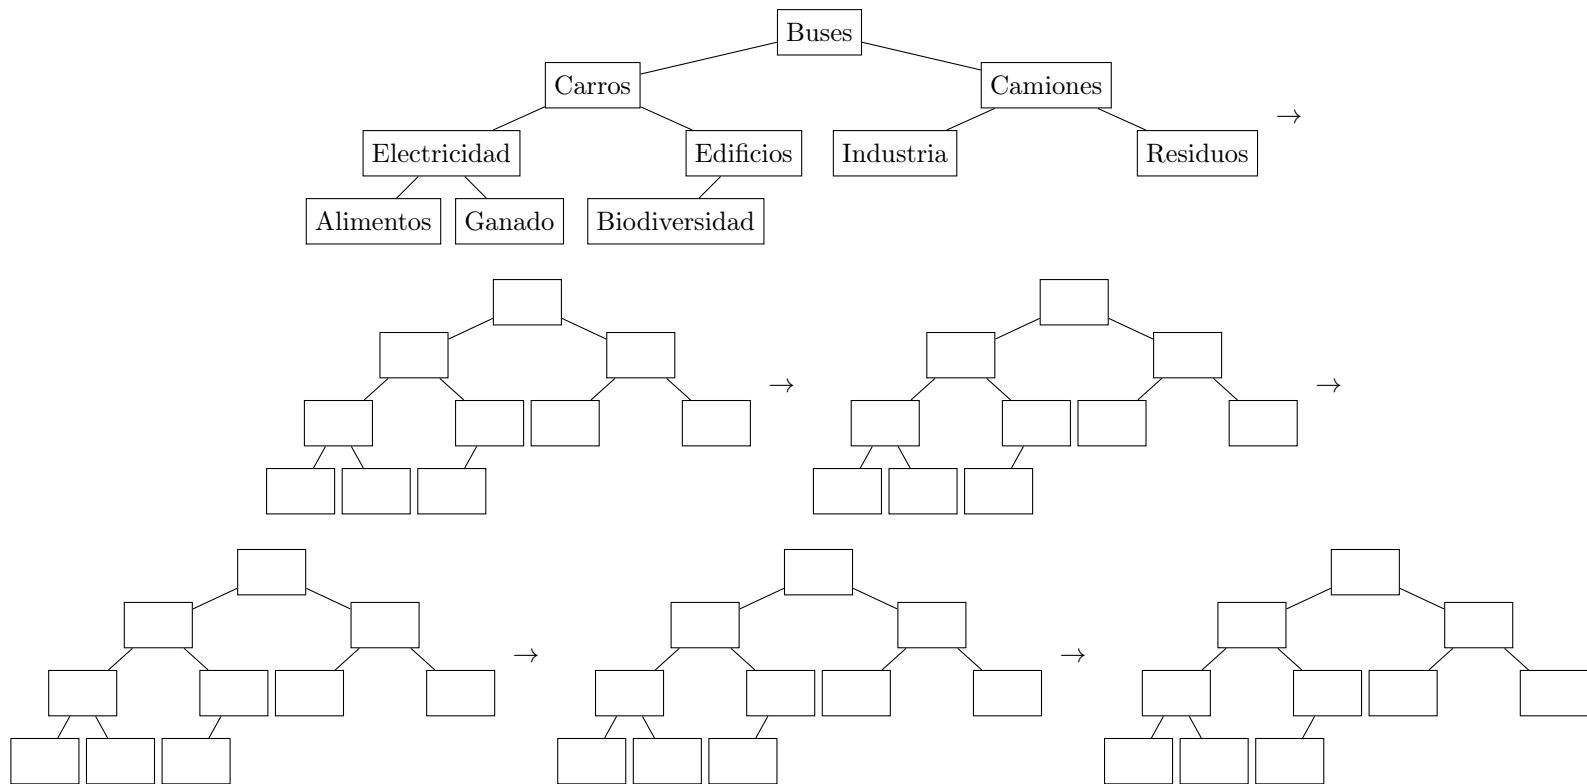 Buses
Carros Camiones
→
Electricidad Edificios Industria Residuos
Alimentos Ganado Biodiversidad
→ →
→ →